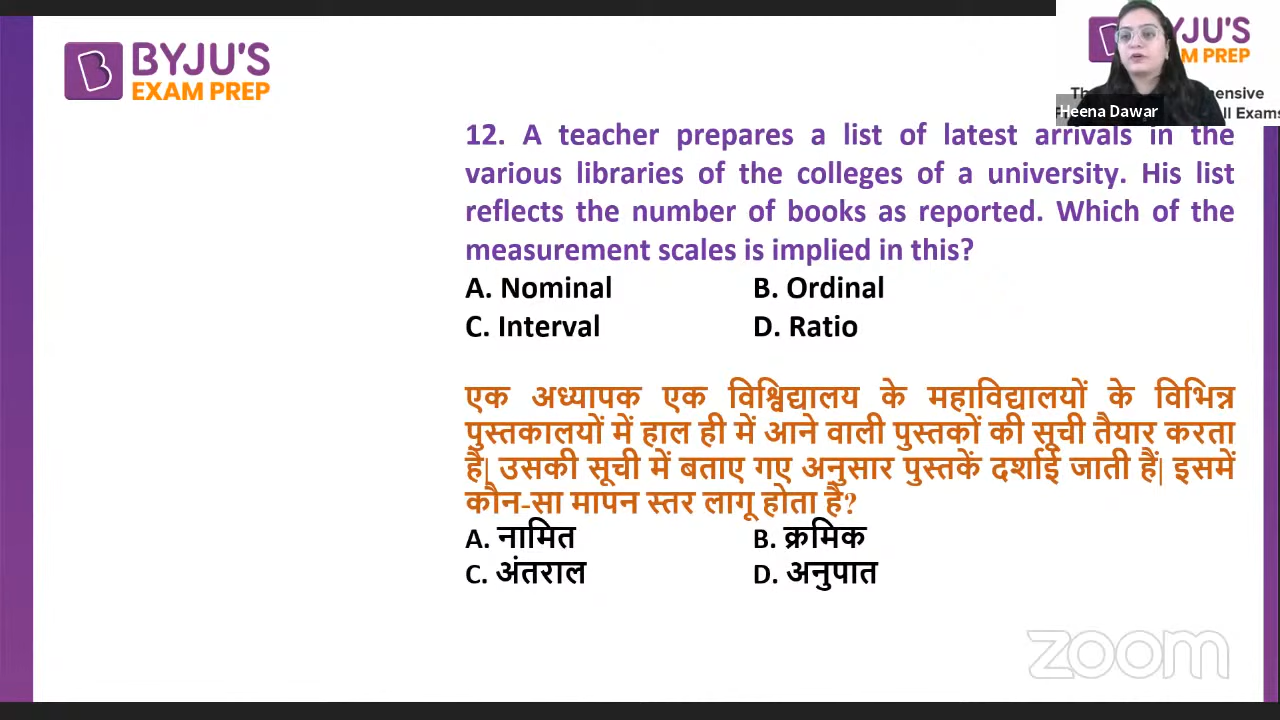 BYJU'S
EXAM PREP
YJU'S
EXAM PREP
Heena Dawar
12. A teacher prepares a list of latest arrivals in the
various libraries of the colleges of a university. His list
reflects the number of books as reported. Which of the
measurement scales is implied in this?
A. Nominal B. Ordinal
C. Interval D. Ratio
एक अध्यापक एक विश्विद्यालय के महाविद्यालयों के विभिन्न
पुस्तकालयों में हाल ही में आने वाली पुस्तकों की सूची तैयार करता
है| उसकी सूची में बताए गए अनुसार पुस्तकें दर्शाई जाती हैं| इसमें
कौन-सा मापन स्तर लागू होता है?
A. नामित B. क्रमिक
C. अंतराल D. अनुपात
zoom